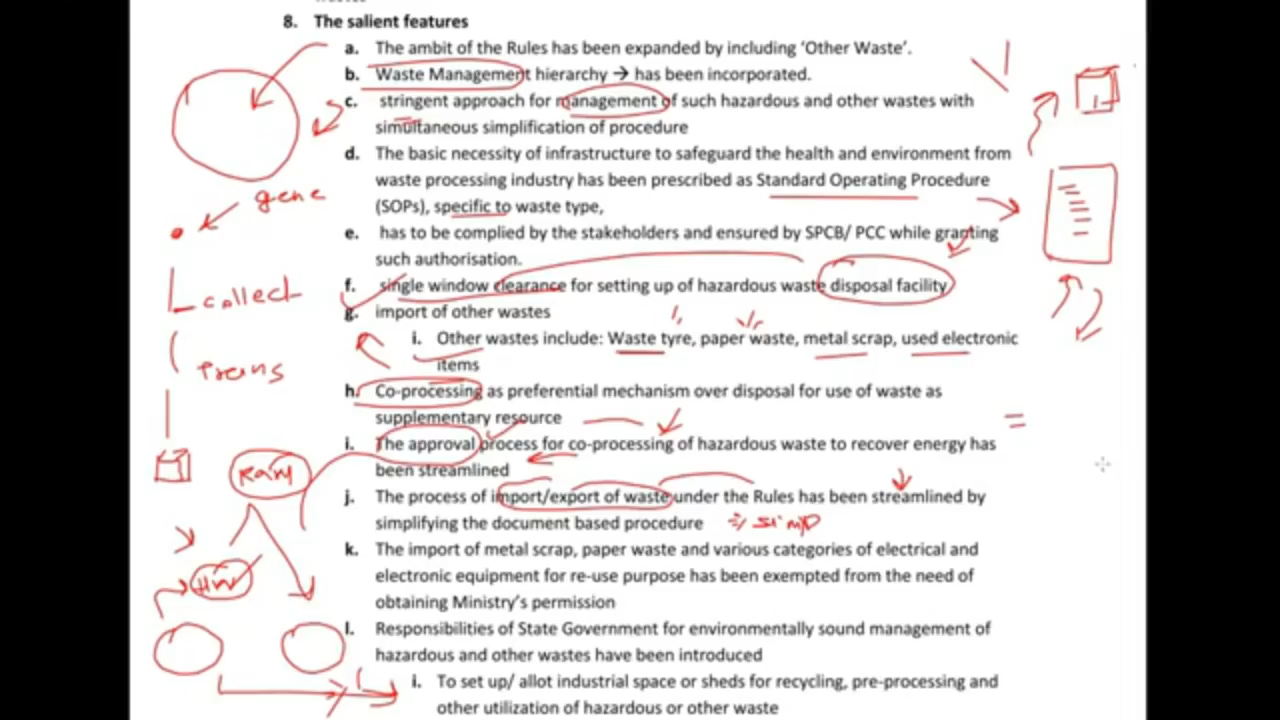 8. The salient features
a. The ambit of the Rules has been expanded by including ‘Other Waste’.
b. Waste Management hierarchy → has been incorporated.
c. stringent approach for management of such hazardous and other wastes with
simultaneous simplification of procedure
d. The basic necessity of infrastructure to safeguard the health and environment from
waste processing industry has been prescribed as Standard Operating Procedure
(SOPs), specific to waste type,
e. has to be complied by the stakeholders and ensured by SPCB/ PCC while granting
such authorisation.
f. single window clearance for setting up of hazardous waste disposal facility
g. import of other wastes
i. Other wastes include: Waste tyre, paper waste, metal scrap, used electronic
items
h. Co-processing as preferential mechanism over disposal for use of waste as
supplementary resource
i. The approval process for co-processing of hazardous waste to recover energy has
been streamlined
j. The process of import/export of waste under the Rules has been streamlined by
simplifying the document based procedure
k. The import of metal scrap, paper waste and various categories of electrical and
electronic equipment for re-use purpose has been exempted from the need of
obtaining Ministry’s permission
l. Responsibilities of State Government for environmentally sound management of
hazardous and other wastes have been introduced
i. To set up/ allot industrial space or sheds for recycling, pre-processing and
other utilization of hazardous or other waste
gene
collect
Trans
Raw
HW
simp